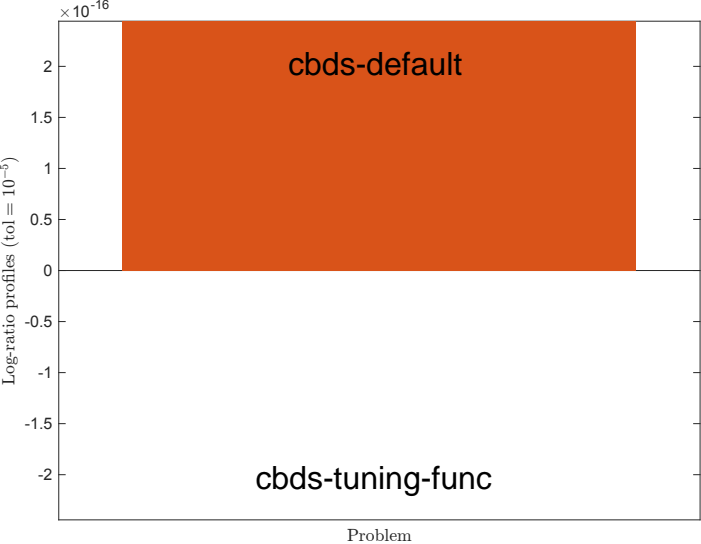 ×10⁻¹⁶
2
1.5
1
0.5
0
-0.5
-1
-1.5
-2
Log-ratio profiles (tol = 10⁻⁵)
cbds-default
cbds-tuning-func
Problem